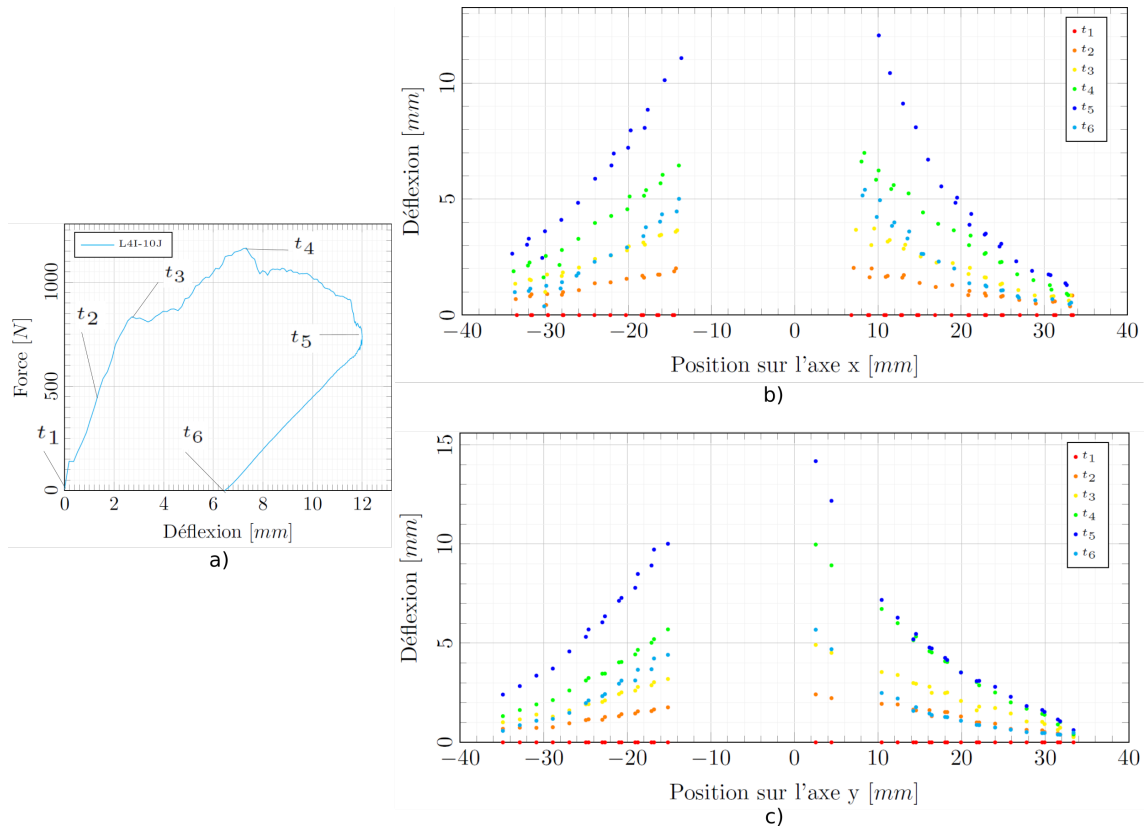 L4I-10J
t1
t2
t3
t4
t5
t6
0
500
1000
Force [N]
0 2 4 6 8 10 12
Déflexion [mm]
a)
t1
t2
t3
t4
t5
t6
0
5
10
Déflexion [mm]
−40 −30 −20 −10 0 10 20 30 40
Position sur l'axe x [mm]
b)
t1
t2
t3
t4
t5
t6
0
5
10
15
Déflexion [mm]
−40 −30 −20 −10 0 10 20 30 40
Position sur l'axe y [mm]
c)